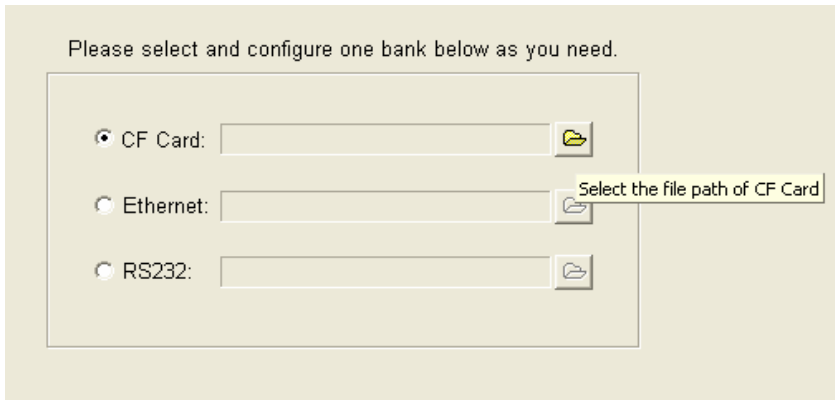 Please select and configure one bank below as you need.
CF Card:
Select the file path of CF Card
Ethernet:
RS232: